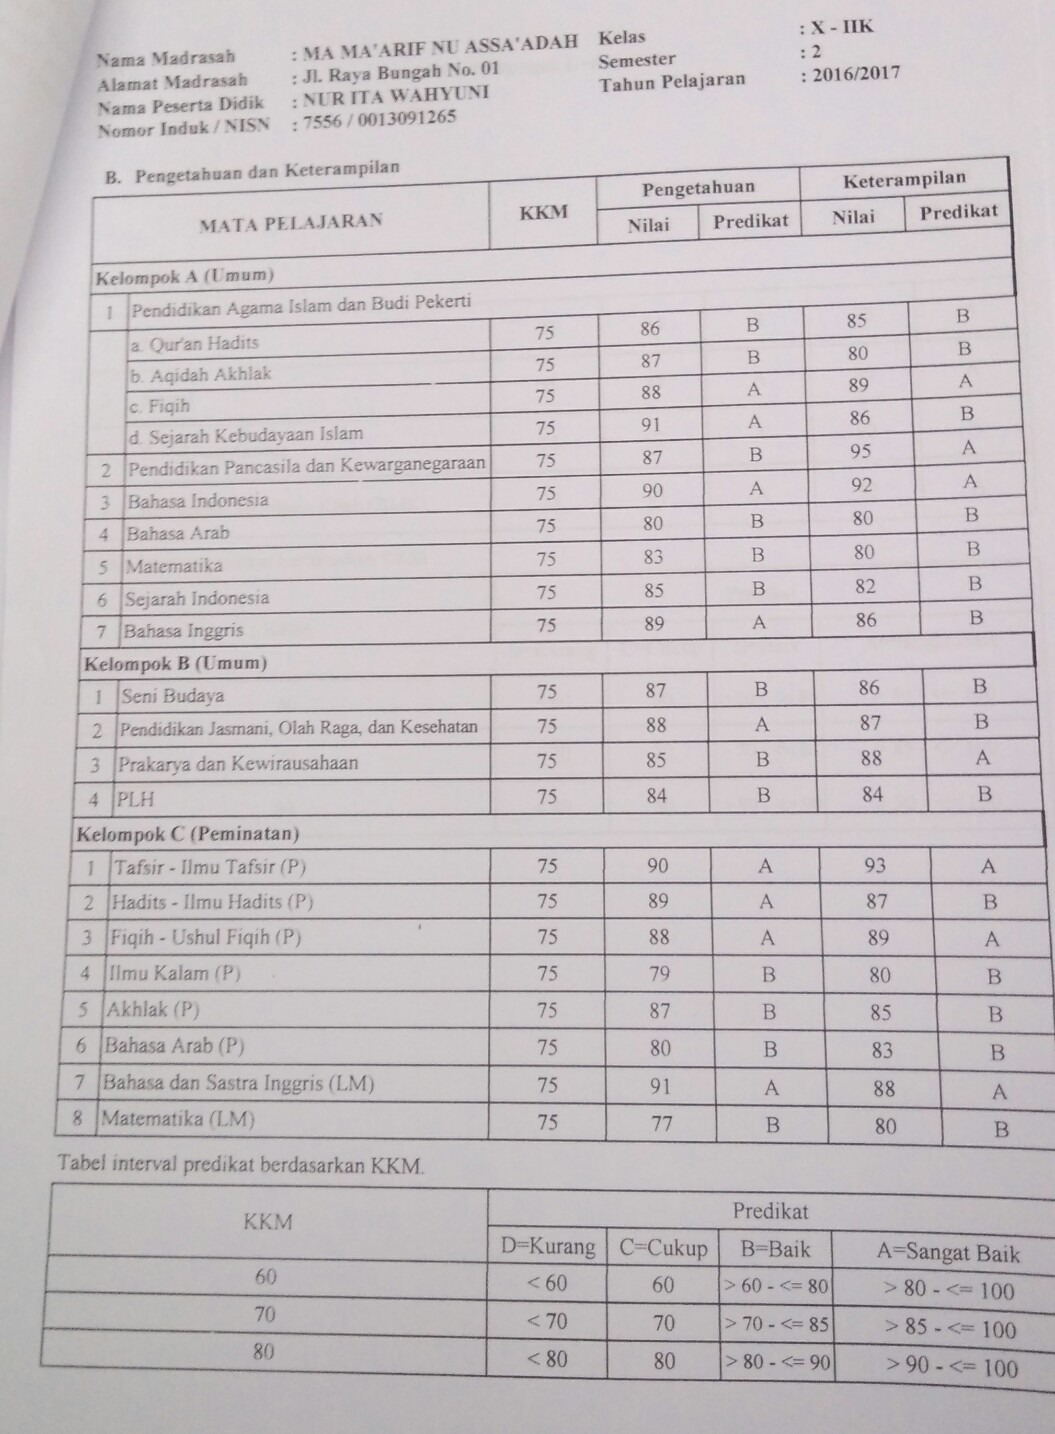 Nama Madrasah : MA MA'ARIF NU ASSA'ADAH Kelas : X - IIK
Alamat Madrasah : Jl. Raya Bungah No. 01 Semester : 2
Nama Peserta Didik : NUR ITA WAHYUNI Tahun Pelajaran : 2016/2017
Nomor Induk / NISN : 7556 / 0013091265
B. Pengetahuan dan Keterampilan
MATA PELAJARAN KKM Pengetahuan Keterampilan
Nilai Predikat Nilai Predikat
Kelompok A (Umum)
1 Pendidikan Agama Islam dan Budi Pekerti
a. Qur'an Hadits 75 86 B 85 B
b. Aqidah Akhlak 75 87 B 80 B
c. Fiqih 75 88 A 89 A
d. Sejarah Kebudayaan Islam 75 91 A 86 B
2 Pendidikan Pancasila dan Kewarganegaraan 75 87 B 95 A
3 Bahasa Indonesia 75 90 A 92 A
4 Bahasa Arab 75 80 B 80 B
5 Matematika 75 83 B 80 B
6 Sejarah Indonesia 75 85 B 82 B
7 Bahasa Inggris 75 89 A 86 B
Kelompok B (Umum)
1 Seni Budaya 75 87 B 86 B
2 Pendidikan Jasmani, Olah Raga, dan Kesehatan 75 88 A 87 B
3 Prakarya dan Kewirausahaan 75 85 B 88 A
4 PLH 75 84 B 84 B
Kelompok C (Peminatan)
1 Tafsir - Ilmu Tafsir (P) 75 90 A 93 A
2 Hadits - Ilmu Hadits (P) 75 89 A 87 B
3 Fiqih - Ushul Fiqih (P) 75 88 A 89 A
4 Ilmu Kalam (P) 75 79 B 80 B
5 Akhlak (P) 75 87 B 85 B
6 Bahasa Arab (P) 75 80 B 83 B
7 Bahasa dan Sastra Inggris (LM) 75 91 A 88 A
8 Matematika (LM) 75 77 B 80 B
Tabel interval predikat berdasarkan KKM.
KKM Predikat
D=Kurang C=Cukup B=Baik A=Sangat Baik
60 < 60 60 > 60 - <= 80 > 80 - <= 100
70 < 70 70 > 70 - <= 85 > 85 - <= 100
80 < 80 80 > 80 - <= 90 > 90 - <= 100